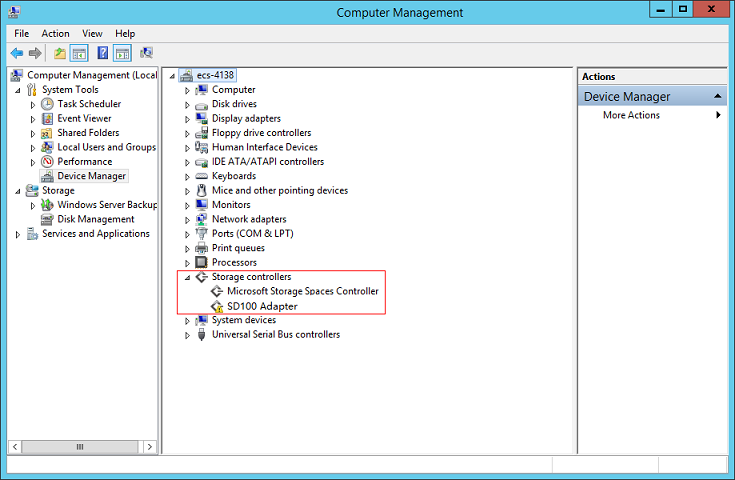 Computer Management
File Action View Help
Computer Management (Local
System Tools
Task Scheduler
Event Viewer
Shared Folders
Local Users and Groups
Performance
Device Manager
Storage
Windows Server Backup
Disk Management
Services and Applications
ecs-4138
Computer
Disk drives
Display adapters
Floppy drive controllers
Human Interface Devices
IDE ATA/ATAPI controllers
Keyboards
Mice and other pointing devices
Monitors
Network adapters
Ports (COM & LPT)
Print queues
Processors
Storage controllers
Microsoft Storage Spaces Controller
SD100 Adapter
System devices
Universal Serial Bus controllers
Actions
Device Manager
More Actions